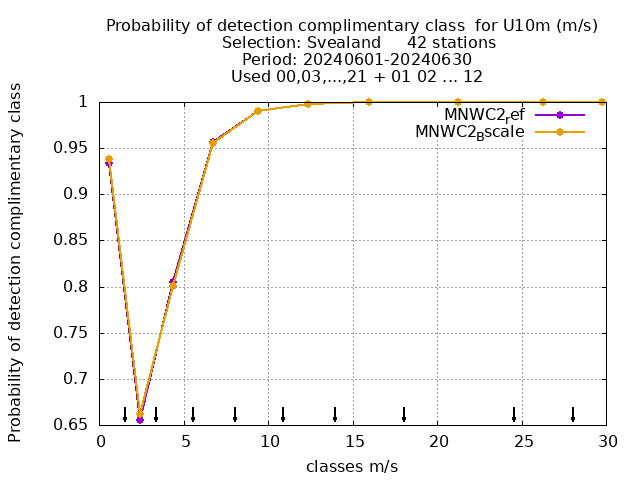 Probability of detection complimentary class  for U10m (m/s)
Selection: Svealand     42 stations
Period: 20240601-20240630
Used 00,03,...,21 + 01 02 ... 12
Probability of detection complimentary class
1
0.95
0.9
0.85
0.8
0.75
0.7
0.65
MNWC2ref
MNWC2Bscale
0 5 10 15 20 25 30
classes m/s